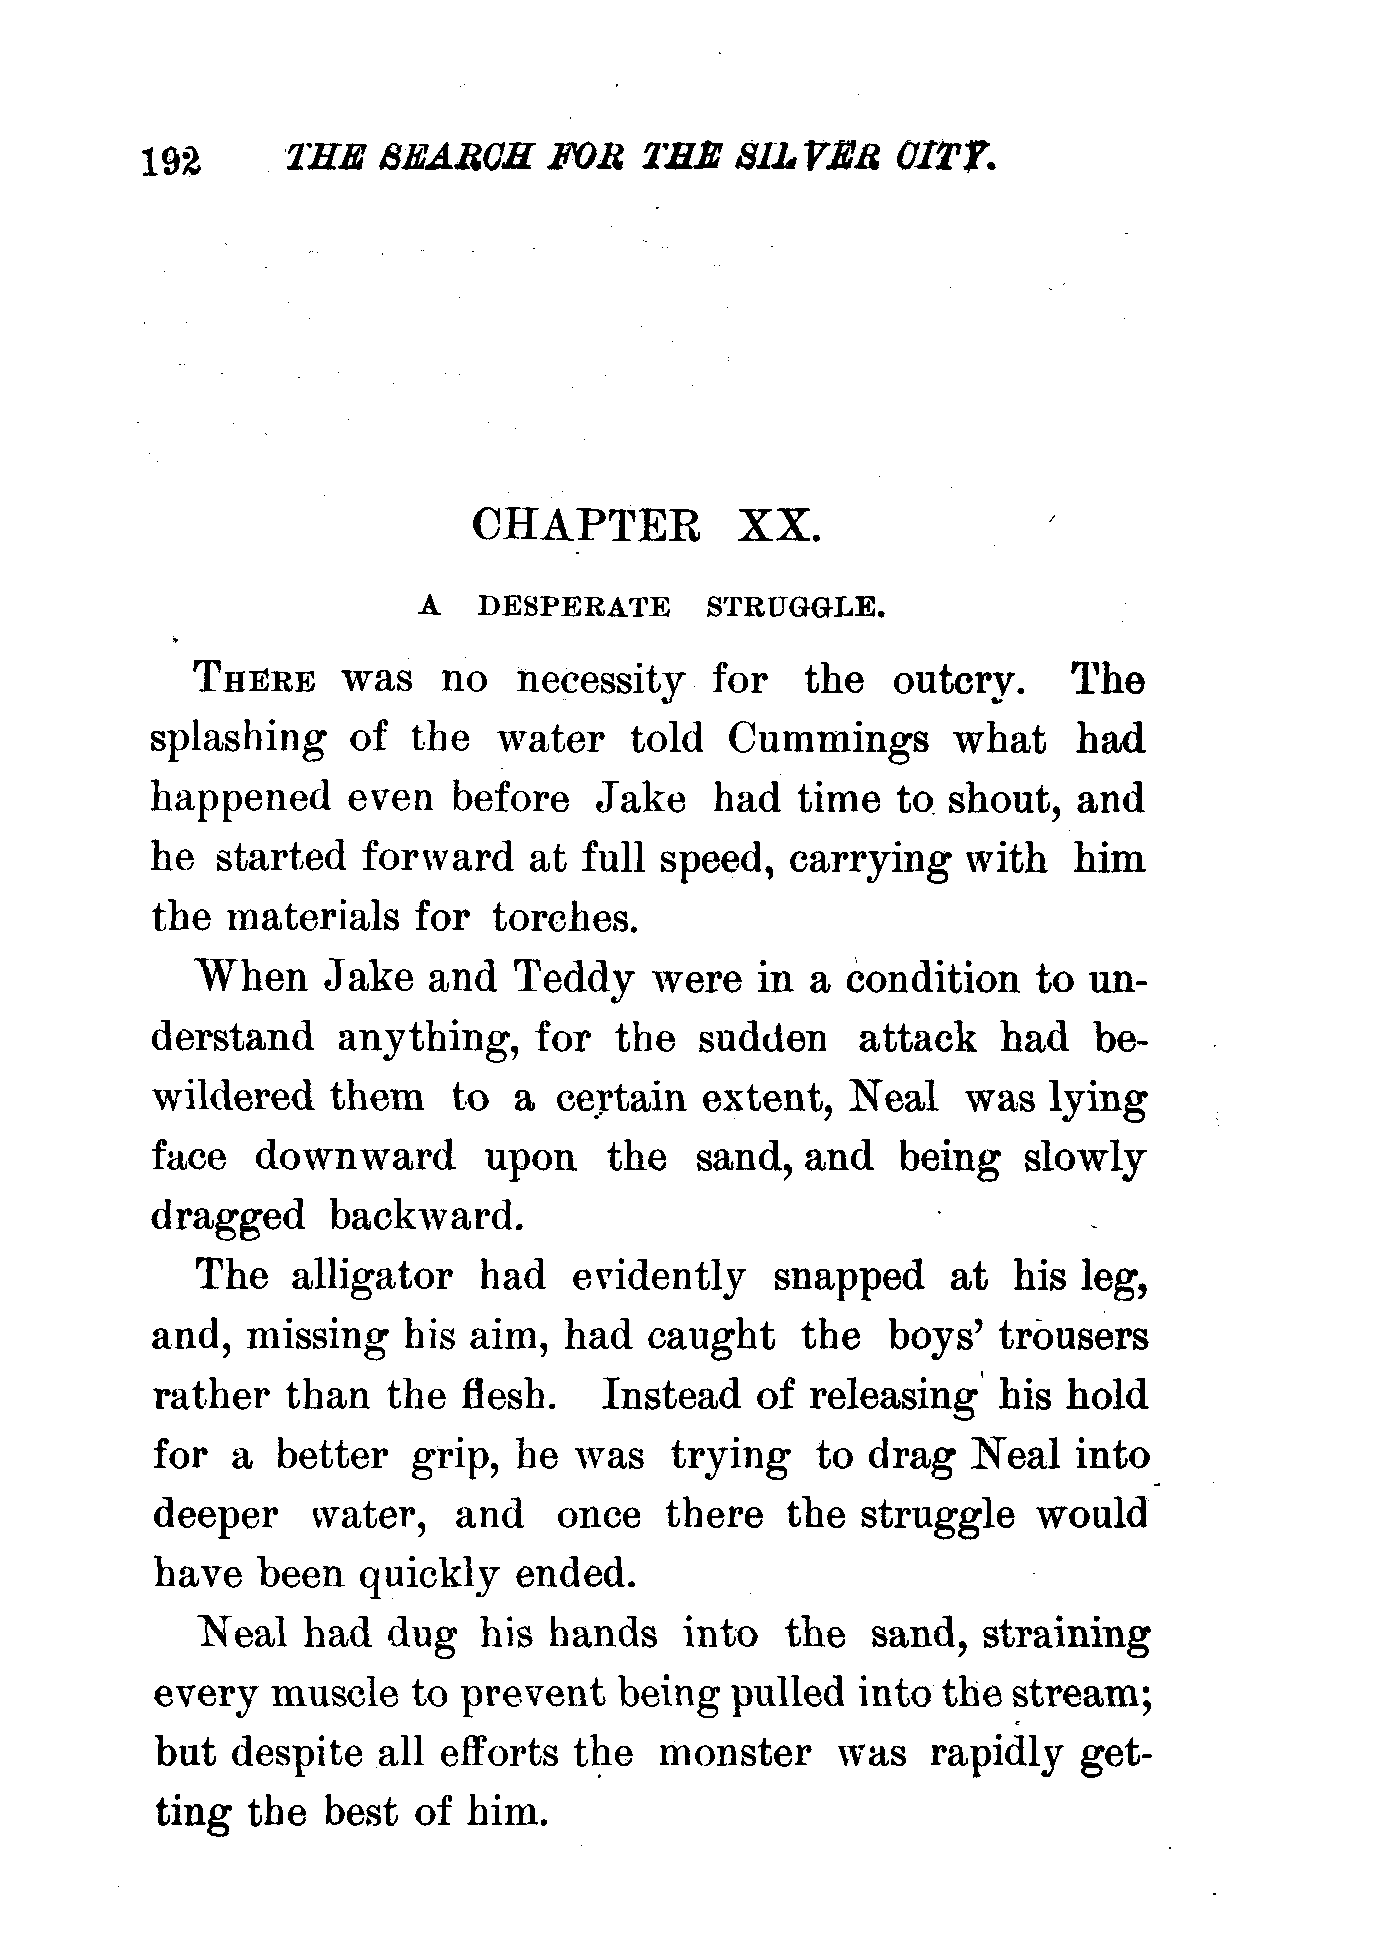 192 THE SEARCH FOR THE SILVER CITY.
CHAPTER XX.
A DESPERATE STRUGGLE.
THERE was no necessity for the outcry. The
splashing of the water told Cummings what had
happened even before Jake had time to shout, and
he started forward at full speed, carrying with him
the materials for torches.
When Jake and Teddy were in a condition to un-
derstand anything, for the sudden attack had be-
wildered them to a certain extent, Neal was lying
face downward upon the sand, and being slowly
dragged backward.
The alligator had evidently snapped at his leg,
and, missing his aim, had caught the boys' trousers
rather than the flesh. Instead of releasing his hold
for a better grip, he was trying to drag Neal into
deeper water, and once there the struggle would
have been quickly ended.
Neal had dug his hands into the sand, straining
every muscle to prevent being pulled into the stream;
but despite all efforts the monster was rapidly get-
ting the best of him.